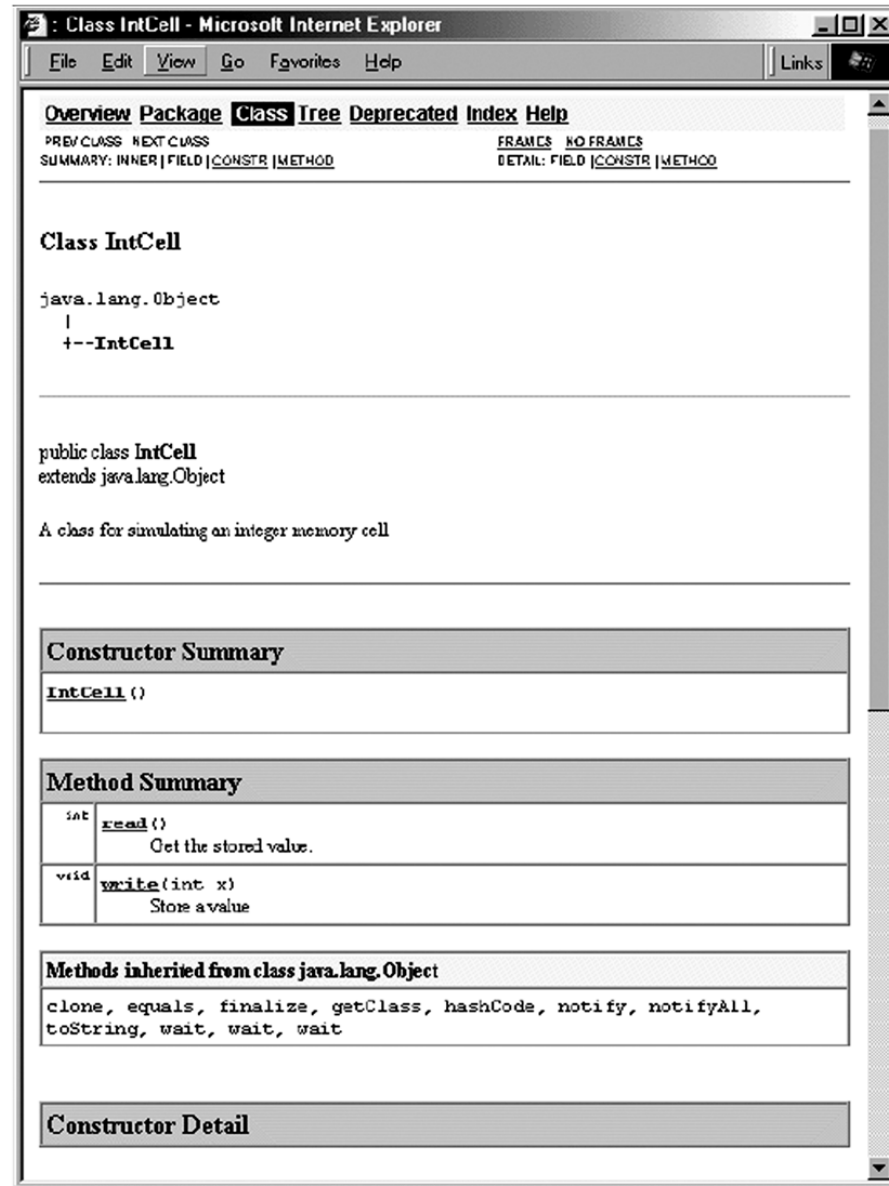 : Class IntCell - Microsoft Internet Explorer
File Edit View Go Favorites Help Links
Overview Package Class Tree Deprecated Index Help
PREV CLASS NEXT CLASS FRAMES NO FRAMES
SUMMARY: INNER | FIELD | CONSTR | METHOD DETAIL: FIELD | CONSTR | METHOD
Class IntCell
java.lang.Object
|
+--IntCell
public class IntCell
extends java.lang.Object
A class for simulating an integer memory cell
Constructor Summary
IntCell()
Method Summary
int read()
Get the stored value.
void write(int x)
Store a value
Methods inherited from class java.lang.Object
clone, equals, finalize, getClass, hashCode, notify, notifyAll,
toString, wait, wait, wait
Constructor Detail